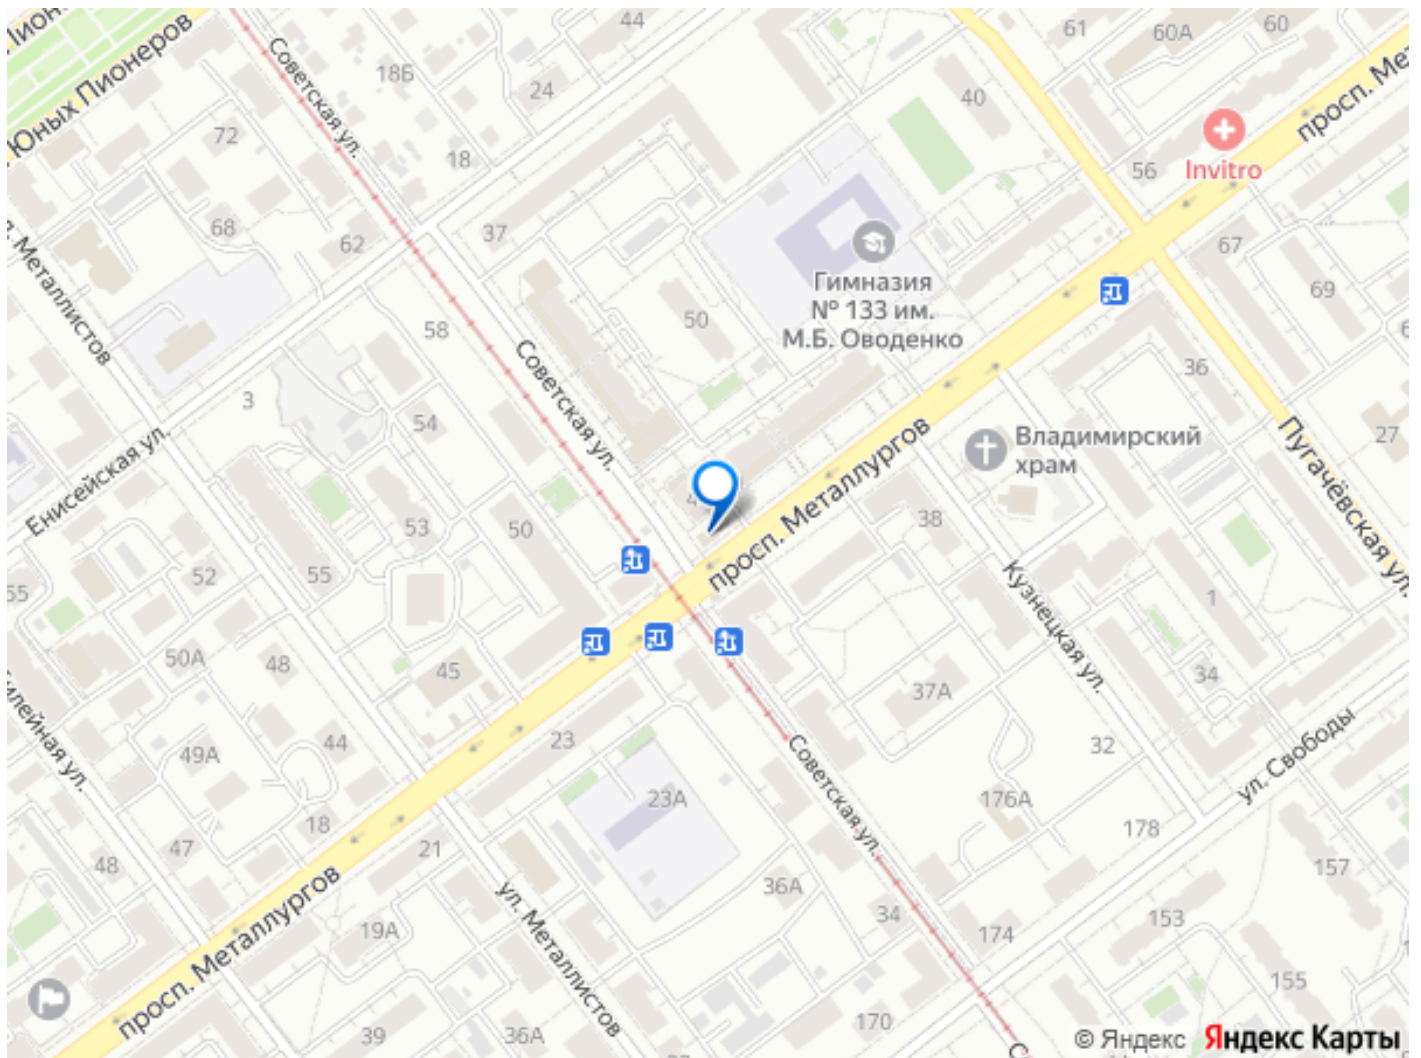 44
61
60А
60
Юных Пионеров
Советская ул.
18Б
24
40
просп. Мет
72
18
56
Invitro
68
62
37
67
Металлистов
Гимназия
№ 133 им.
М.Б. Оводенко
50
69
58
Советская ул.
36
3
54
Владимирский
храм
27
Енисейская ул.
просп. Металлургов
Пугачёвская ул.
53
50
38
55
52
55
Кузнецкая ул.
1
50А
48
45
37А
34
49А
44
23
32
ул. Свободы
23А
176А
18
Советская ул.
178
47
48
21
157
просп. Металлургов
ул. Металлистов
36А
34
153
19А
174
155
39
36А
170
© Яндекс
Яндекс Карты